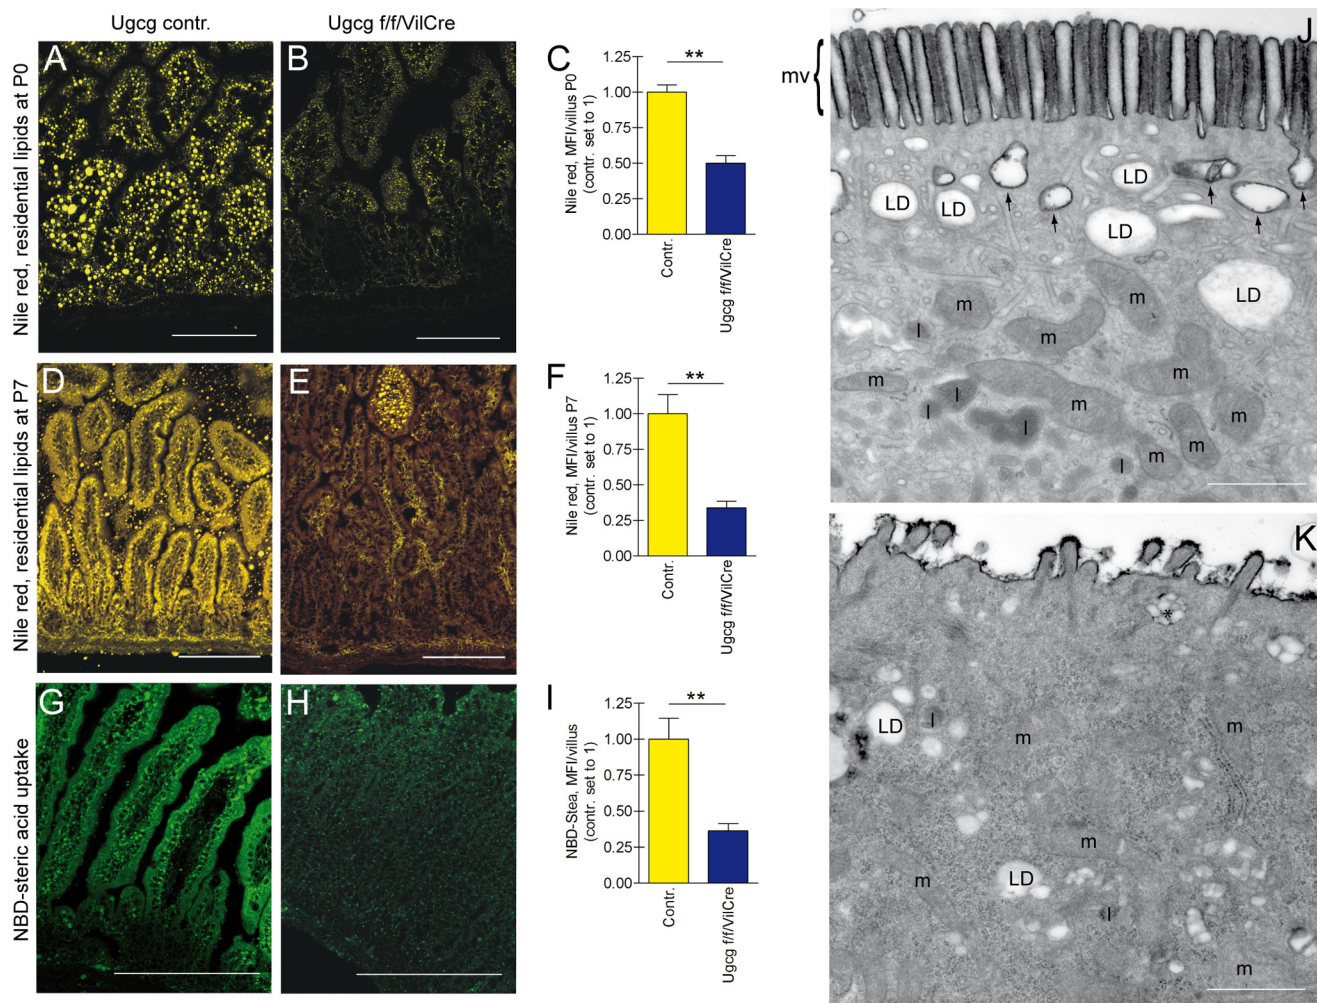 Ugcg contr.
Ugcg f/f/VilCre
Nile red, residential lipids at P0
A
B
C
Nile red, MFI/villus P0
(contr. set to 1)
1.25
1.00
0.75
0.50
0.25
0.00
**
Contr.
Ugcg f/f/VilCre
Nile red, residential lipids at P7
D
E
F
Nile red, MFI/villus P7
(contr. set to 1)
1.25
1.00
0.75
0.50
0.25
0.00
**
Contr.
Ugcg f/f/VilCre
NBD-steric acid uptake
G
H
I
NBD-Stea, MFI/villus
(contr. set to 1)
1.25
1.00
0.75
0.50
0.25
0.00
**
Contr.
Ugcg f/f/VilCre
J
mv
LD
LD
LD
LD
LD
m
m
l
m
m
l
l
m
l
m
m
m
l
K
*
LD
l
m
m
m
LD
m
l
m